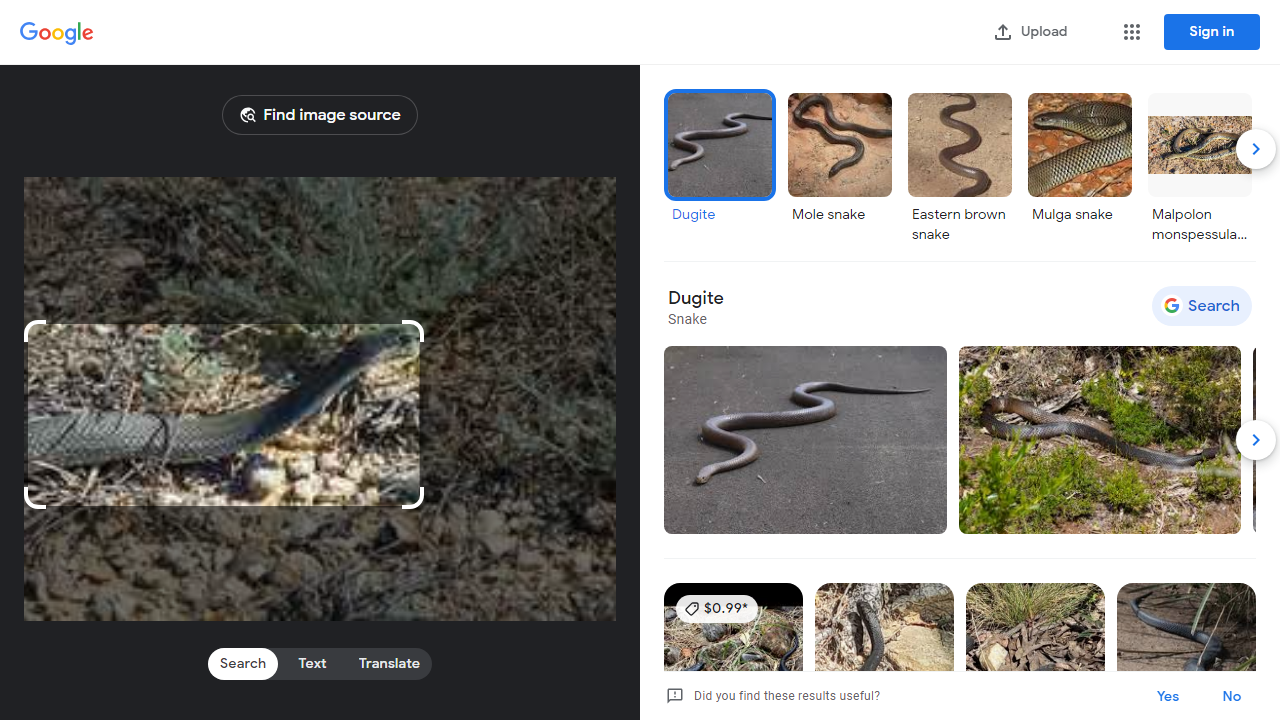 Google
Upload
Sign in
Find image source
Dugite
Mole snake
Eastern brown
snake
Mulga snake
Malpolon
monspessula...
Dugite
Snake
Search
$0.99*
Search
Text
Translate
Did you find these results useful?
Yes
No